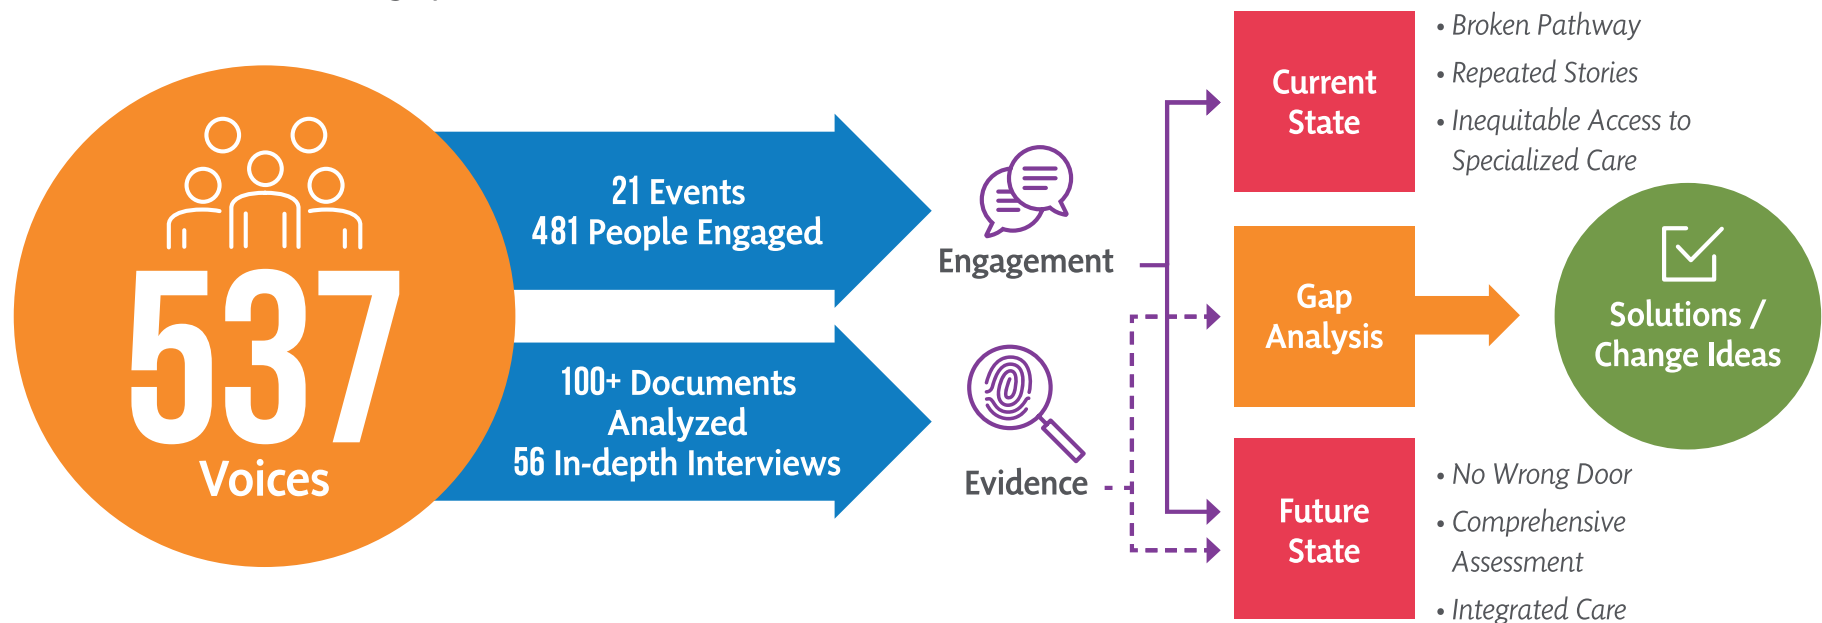 537
Voices
21 Events
481 People Engaged
100+ Documents
Analyzed
56 In-depth Interviews
Engagement
Evidence
Current
State
• Broken Pathway
• Repeated Stories
• Inequitable Access to
Specialized Care
Gap
Analysis
Solutions /
Change Ideas
Future
State
• No Wrong Door
• Comprehensive
Assessment
• Integrated Care